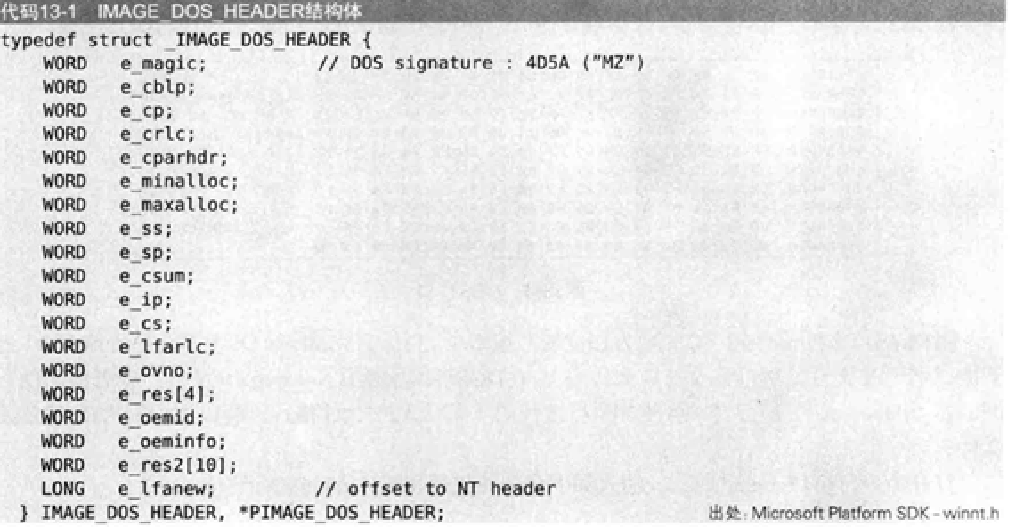 代码13-1 IMAGE_DOS_HEADER结构体
typedef struct _IMAGE_DOS_HEADER {
    WORD   e_magic;          // DOS signature : 4D5A ("MZ")
    WORD   e_cblp;
    WORD   e_cp;
    WORD   e_crlc;
    WORD   e_cparhdr;
    WORD   e_minalloc;
    WORD   e_maxalloc;
    WORD   e_ss;
    WORD   e_sp;
    WORD   e_csum;
    WORD   e_ip;
    WORD   e_cs;
    WORD   e_lfarlc;
    WORD   e_ovno;
    WORD   e_res[4];
    WORD   e_oemid;
    WORD   e_oeminfo;
    WORD   e_res2[10];
    LONG   e_lfanew;         // offset to NT header
} IMAGE_DOS_HEADER, *PIMAGE_DOS_HEADER;
出处: Microsoft Platform SDK - winnt.h